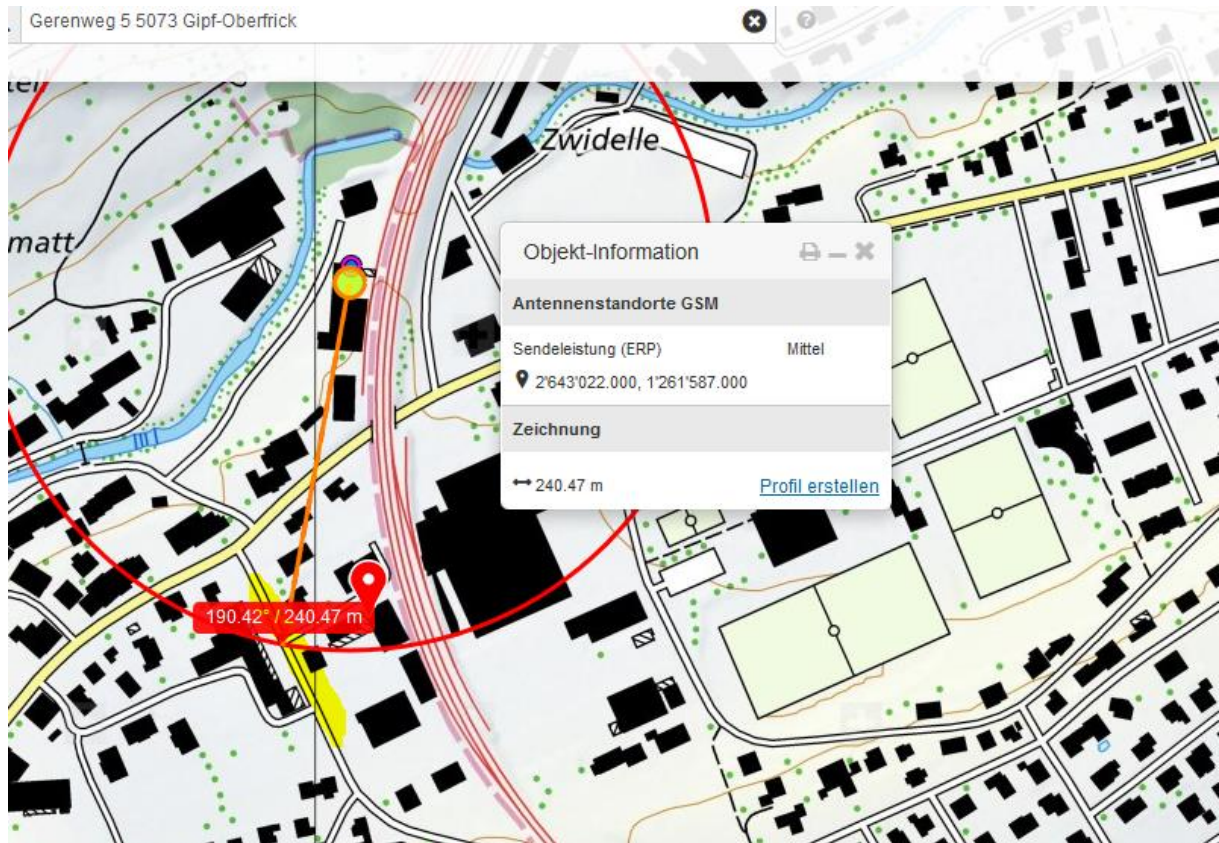 Gerenweg 5 5073 Gipf-Oberfrick
Zwidelle
matt
Objekt-Information
Antennenstandorte GSM
Sendeleistung (ERP) Mittel
2'643'022.000, 1'261'587.000
Zeichnung
240.47 m Profil erstellen
190.42° / 240.47 m